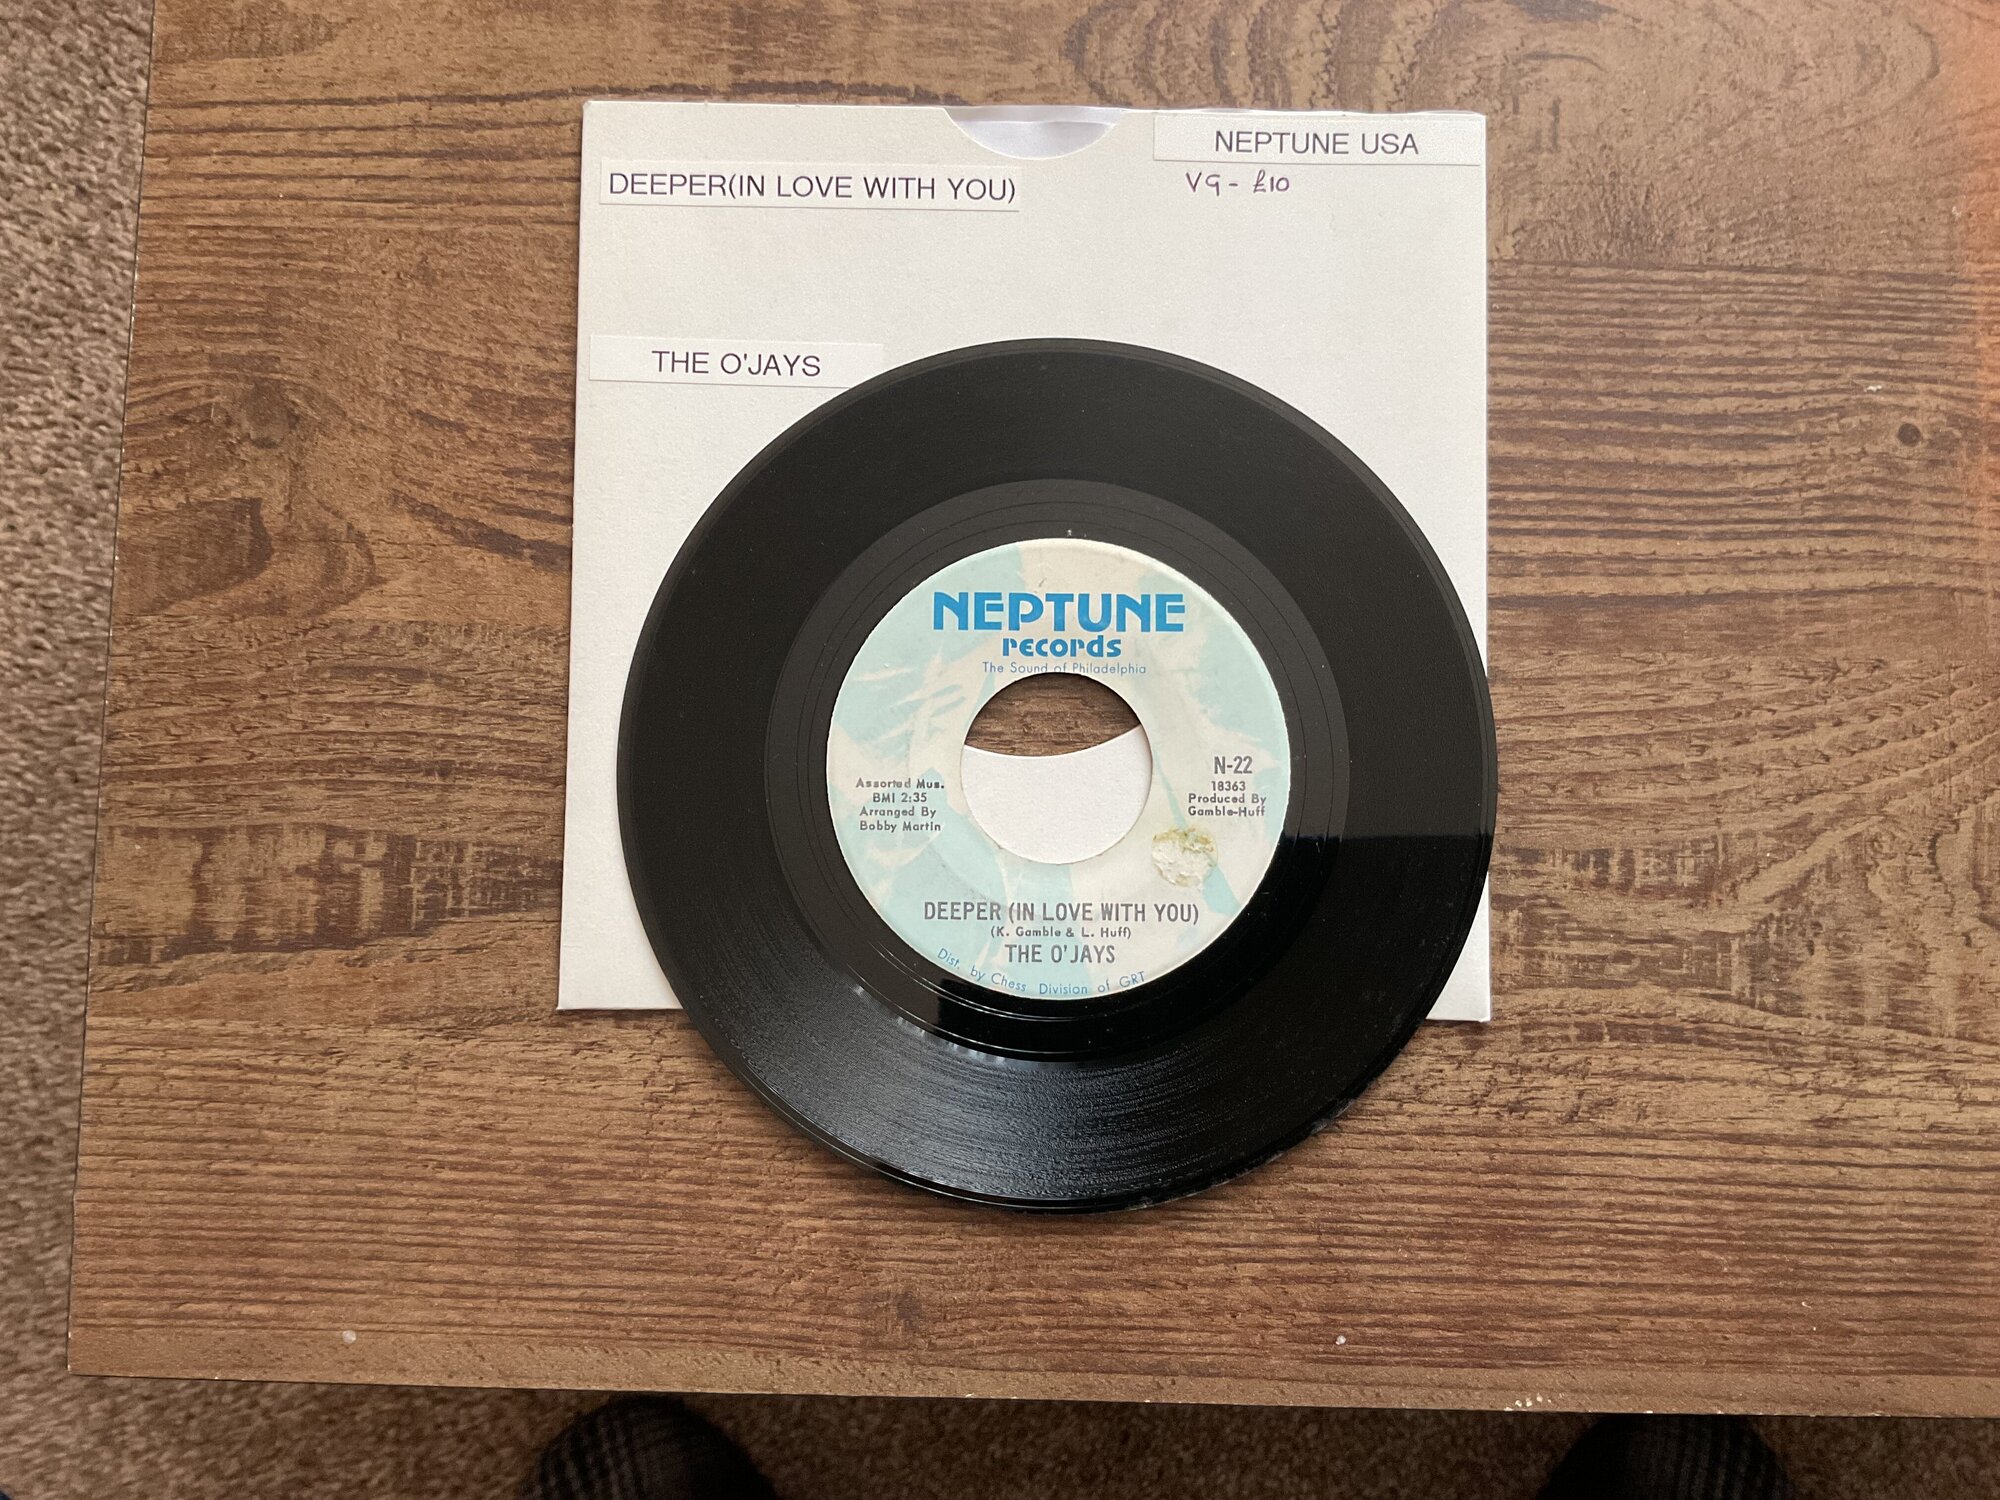 NEPTUNE USA
DEEPER(IN LOVE WITH YOU)
VG - £10
THE O'JAYS
NEPTUNE
records
The Sound of Philadelphia
Assorted Mus.
BMI 2:35
Arranged By
Bobby Martin
N-22
18363
Produced By
Gamble-Huff
DEEPER (IN LOVE WITH YOU)
(K. Gamble & L. Huff)
THE O'JAYS
Dist. by Chess Division of GRT